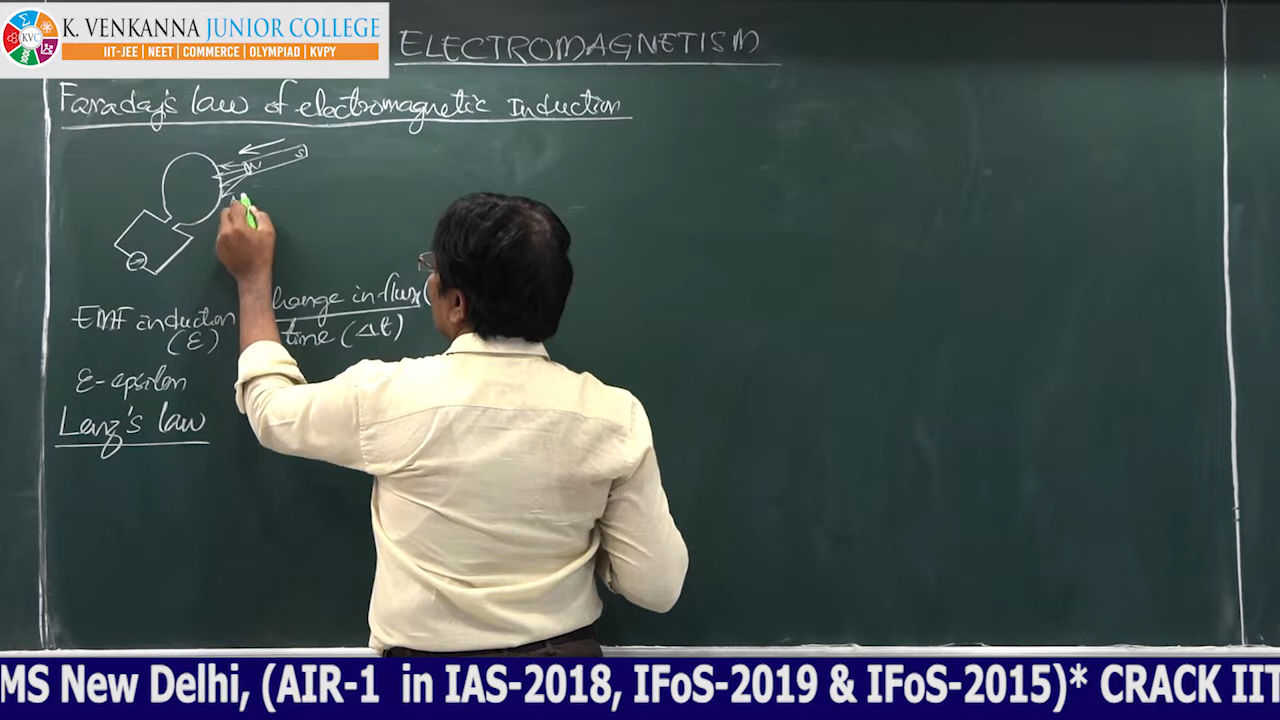 K. VENKANNA JUNIOR COLLEGE
KVC
IIT-JEE | NEET | COMMERCE | OLYMPIAD | KVPY
ELECTROMAGNETISM
Faraday's law of electromagnetic Induction
S
N
EMF induction
(ε)
change in flux (
time (Δt)
ε-epsilon
Lenz's law
MS New Delhi, (AIR-1 in IAS-2018, IFoS-2019 & IFoS-2015)* CRACK IIT